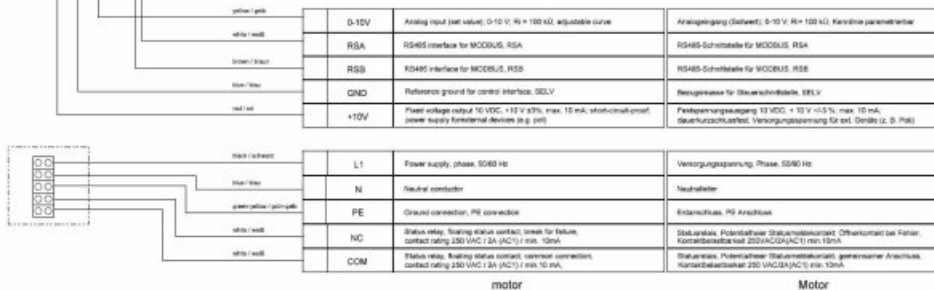 yellow / gelb
0-10V
Analog input (set value); 0-10 V; Ri = 100 kΩ; adjustable curve
Analogeingang (Sollwert); 0-10 V; Ri= 100 kΩ; Kennlinie parametrierbar
white / weiß
RSA
RS485 interface for MODBUS, RSA
RS485-Schnittstelle für MODBUS, RSA
brown / braun
RSB
RS485 interface for MODBUS, RSB
RS485-Schnittstelle für MODBUS, RSB
blue / blau
GND
Reference ground for control interface, SELV
Bezugsmasse für Steuerschnittstelle, SELV
red / rot
+10V
Fixed voltage output 10 VDC, +10 V ±3%; max. 10 mA; short-circuit-proof;
power supply forexternal devices (e.g. pot)
Festspannungsausgang 10 VDC, + 10 V +/-3 %; max. 10 mA;
dauerkurzschlussfest; Versorgungspannung für ext. Geräte (z. B. Poti)
black / schwarz
L1
Power supply, phase, 50/60 Hz
Versorgungsspannung, Phase, 50/60 Hz
blue / blau
N
Neutral conductor
Neutralleiter
green-yellow / grün-gelb
PE
Ground connection, PE connection
Erdanschluss, PE Anschluss
white / weiß
NC
Status relay, floating status contact; break for failure,
contact rating 250 VAC / 2A (AC1) / min. 10mA
Statusrelais, Potentialfreier Statusmeldekontakt; Öffnerkontakt bei Fehler,
Kontaktbelastbarkeit 250VAC/2A(AC1) min.10mA
white / weiß
COM
Status relay, floating status contact, common connection,
contact rating 250 VAC / 2A (AC1) / min. 10 mA,
Statusrelais, Potentialfreier Statusmeldekontakt, gemeinsamer Anschluss,
Kontaktbelastbarkeit 250 VAC/2A(AC1) min.10mA
motor
Motor